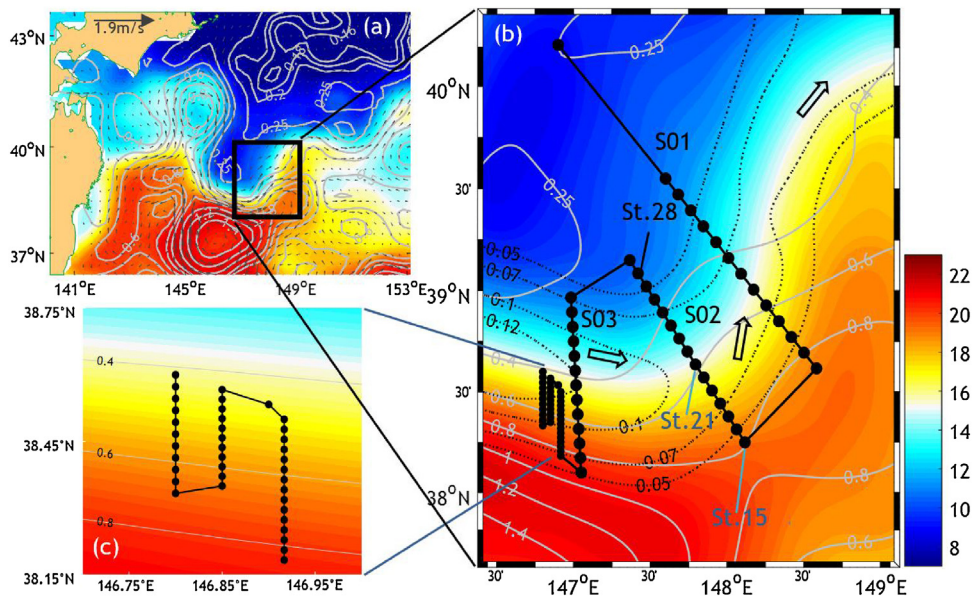 43°N
40°N
37°N
141°E
145°E
149°E
153°E
1.9m/s
(a)
0.16
0.25
0.25
(b)
40°N
30'
39°N
30'
38°N
30'
147°E
30'
148°E
30'
149°E
0.25
0.25
0.4
S01
St.28
0.05
0.07
0.1
0.12
S03
S02
0.6
0.8
0.4
0.8
1
1.2
1.4
0.1
St.21
0.07
0.05
St.15
0.8
0.6
38.75°N
38.45°N
38.15°N
0.4
0.6
0.8
(c)
146.75°E
146.85°E
146.95°E
22
20
18
16
14
12
10
8